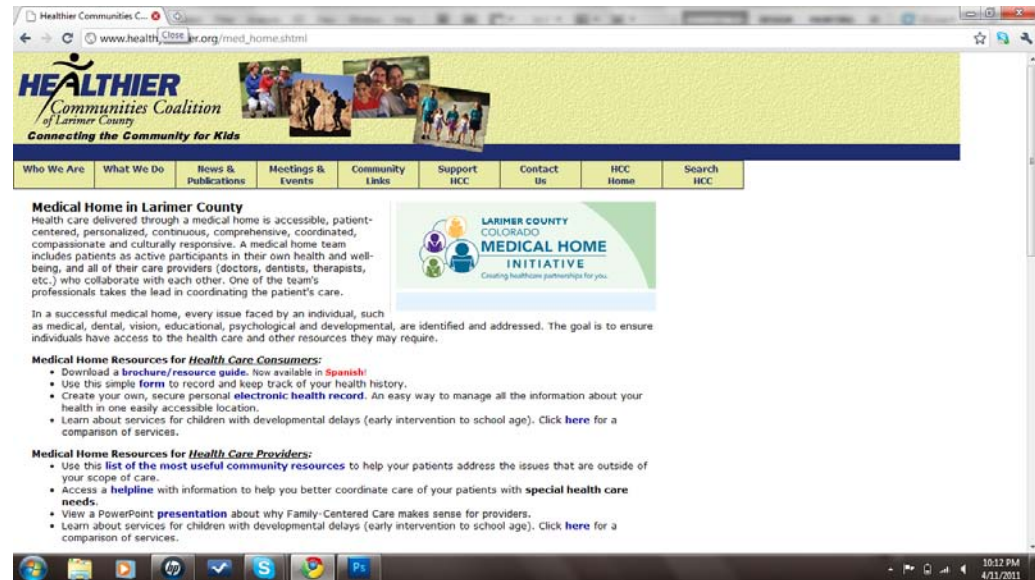 Healthier Communities C...
Close
www.health er.org/med_home.shtml
HEALTHIER
Communities Coalition
of Larimer County
Connecting the Community for Kids
Who We Are What We Do News & Publications Meetings & Events Community Links Support HCC Contact Us HCC Home Search HCC
Medical Home in Larimer County
Health care delivered through a medical home is accessible, patient-
centered, personalized, continuous, comprehensive, coordinated,
compassionate and culturally responsive. A medical home team
includes patients as active participants in their own health and well-
being, and all of their care providers (doctors, dentists, therapists,
etc.) who collaborate with each other. One of the team's
professionals takes the lead in coordinating the patient's care.
LARIMER COUNTY
COLORADO
MEDICAL HOME
INITIATIVE
Creating healthcare partnerships for you.
In a successful medical home, every issue faced by an individual, such
as medical, dental, vision, educational, psychological and developmental, are identified and addressed. The goal is to ensure
individuals have access to the health care and other resources they may require.
Medical Home Resources for Health Care Consumers:
• Download a brochure/resource guide. Now available in Spanish!
• Use this simple form to record and keep track of your health history.
• Create your own, secure personal electronic health record. An easy way to manage all the information about your
health in one easily accessible location.
• Learn about services for children with developmental delays (early intervention to school age). Click here for a
comparison of services.
Medical Home Resources for Health Care Providers:
• Use this list of the most useful community resources to help your patients address the issues that are outside of
your scope of care.
• Access a helpline with information to help you better coordinate care of your patients with special health care
needs.
• View a PowerPoint presentation about why Family-Centered Care makes sense for providers.
• Learn about services for children with developmental delays (early intervention to school age). Click here for a
comparison of services.
hp
S
Ps
10:12 PM
4/11/2011